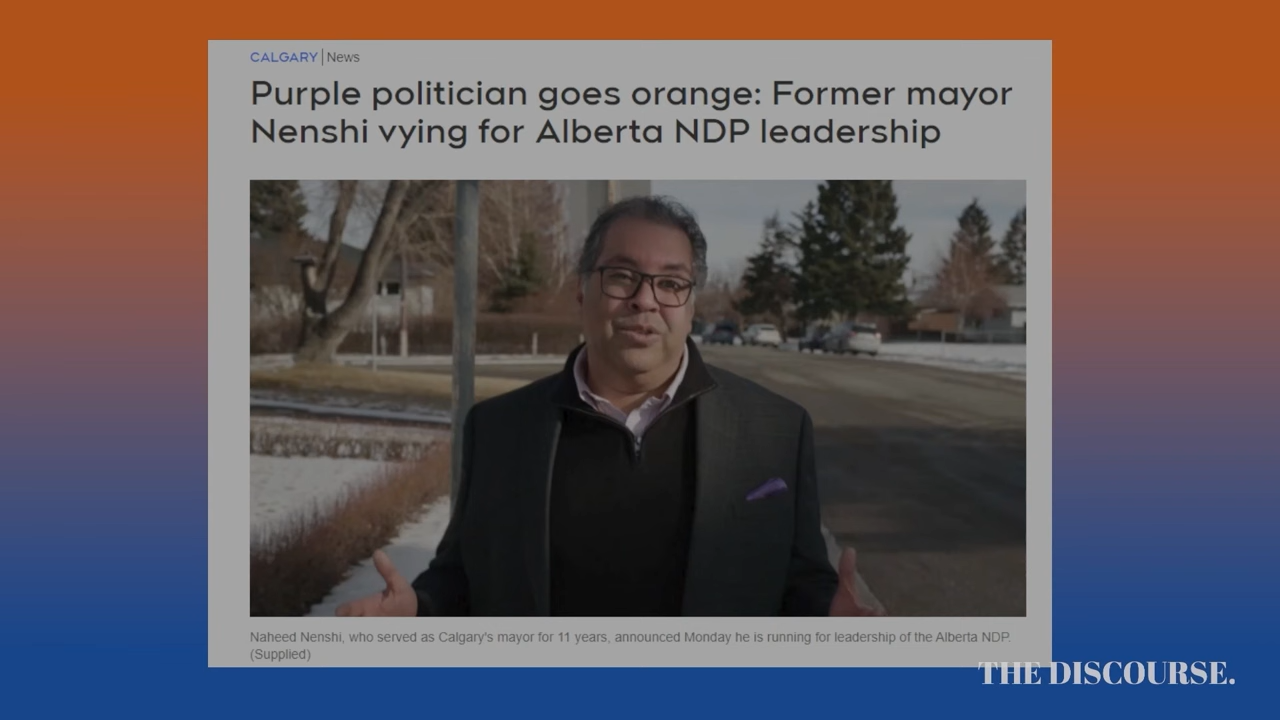 CALGARY | News
Purple politician goes orange: Former mayor
Nenshi vying for Alberta NDP leadership
Naheed Nenshi, who served as Calgary's mayor for 11 years, announced Monday he is running for leadership of the Alberta NDP.
(Supplied)
THE DISCOURSE.